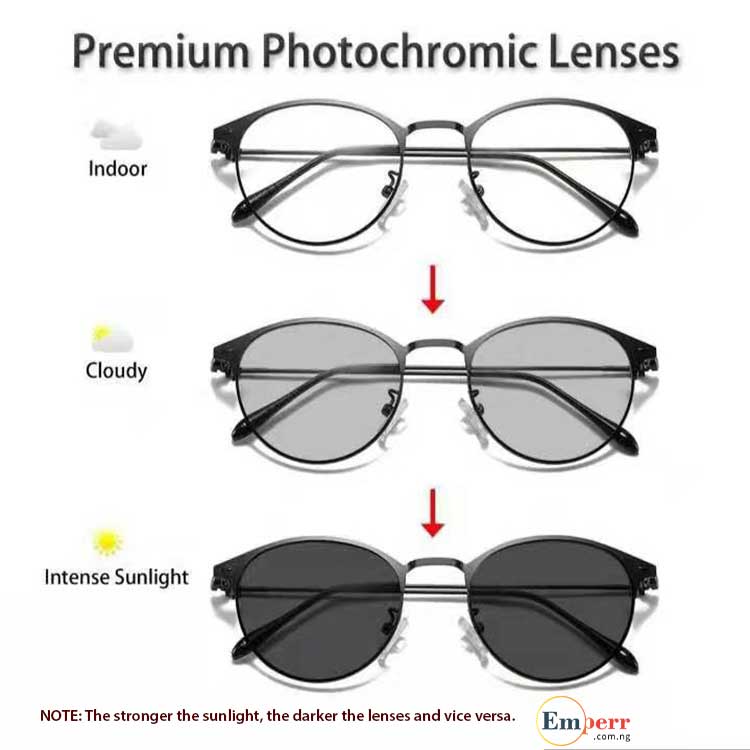 Premium Photochromic Lenses
Indoor
Cloudy
Intense Sunlight
NOTE: The stronger the sunlight, the darker the lenses and vice versa.
Emperr
.com.ng